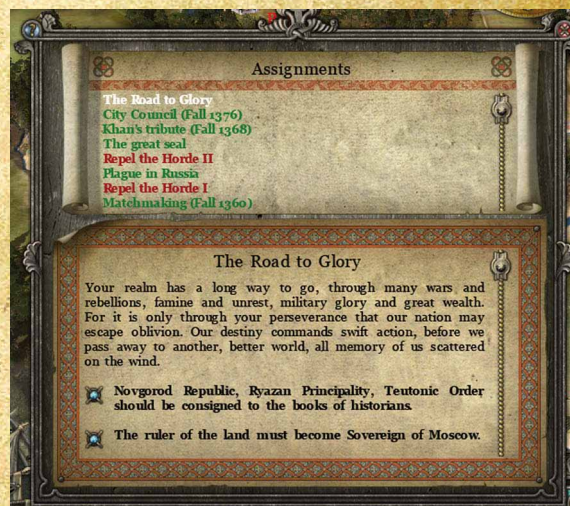 Assignments
The Road to Glory
City Council (Fall 1376)
Khan's tribute (Fall 1368)
The great seal
Repel the Horde II
Plague in Russia
Repel the Horde I
Matchmaking (Fall 1360)
The Road to Glory
Your realm has a long way to go, through many wars and
rebellions, famine and unrest, military glory and great wealth.
For it is only through your perseverance that our nation may
escape oblivion. Our destiny commands swift action, before we
pass away to another, better world, all memory of us scattered
on the wind.
Novgorod Republic, Ryazan Principality, Teutonic Order
should be consigned to the books of historians.
The ruler of the land must become Sovereign of Moscow.